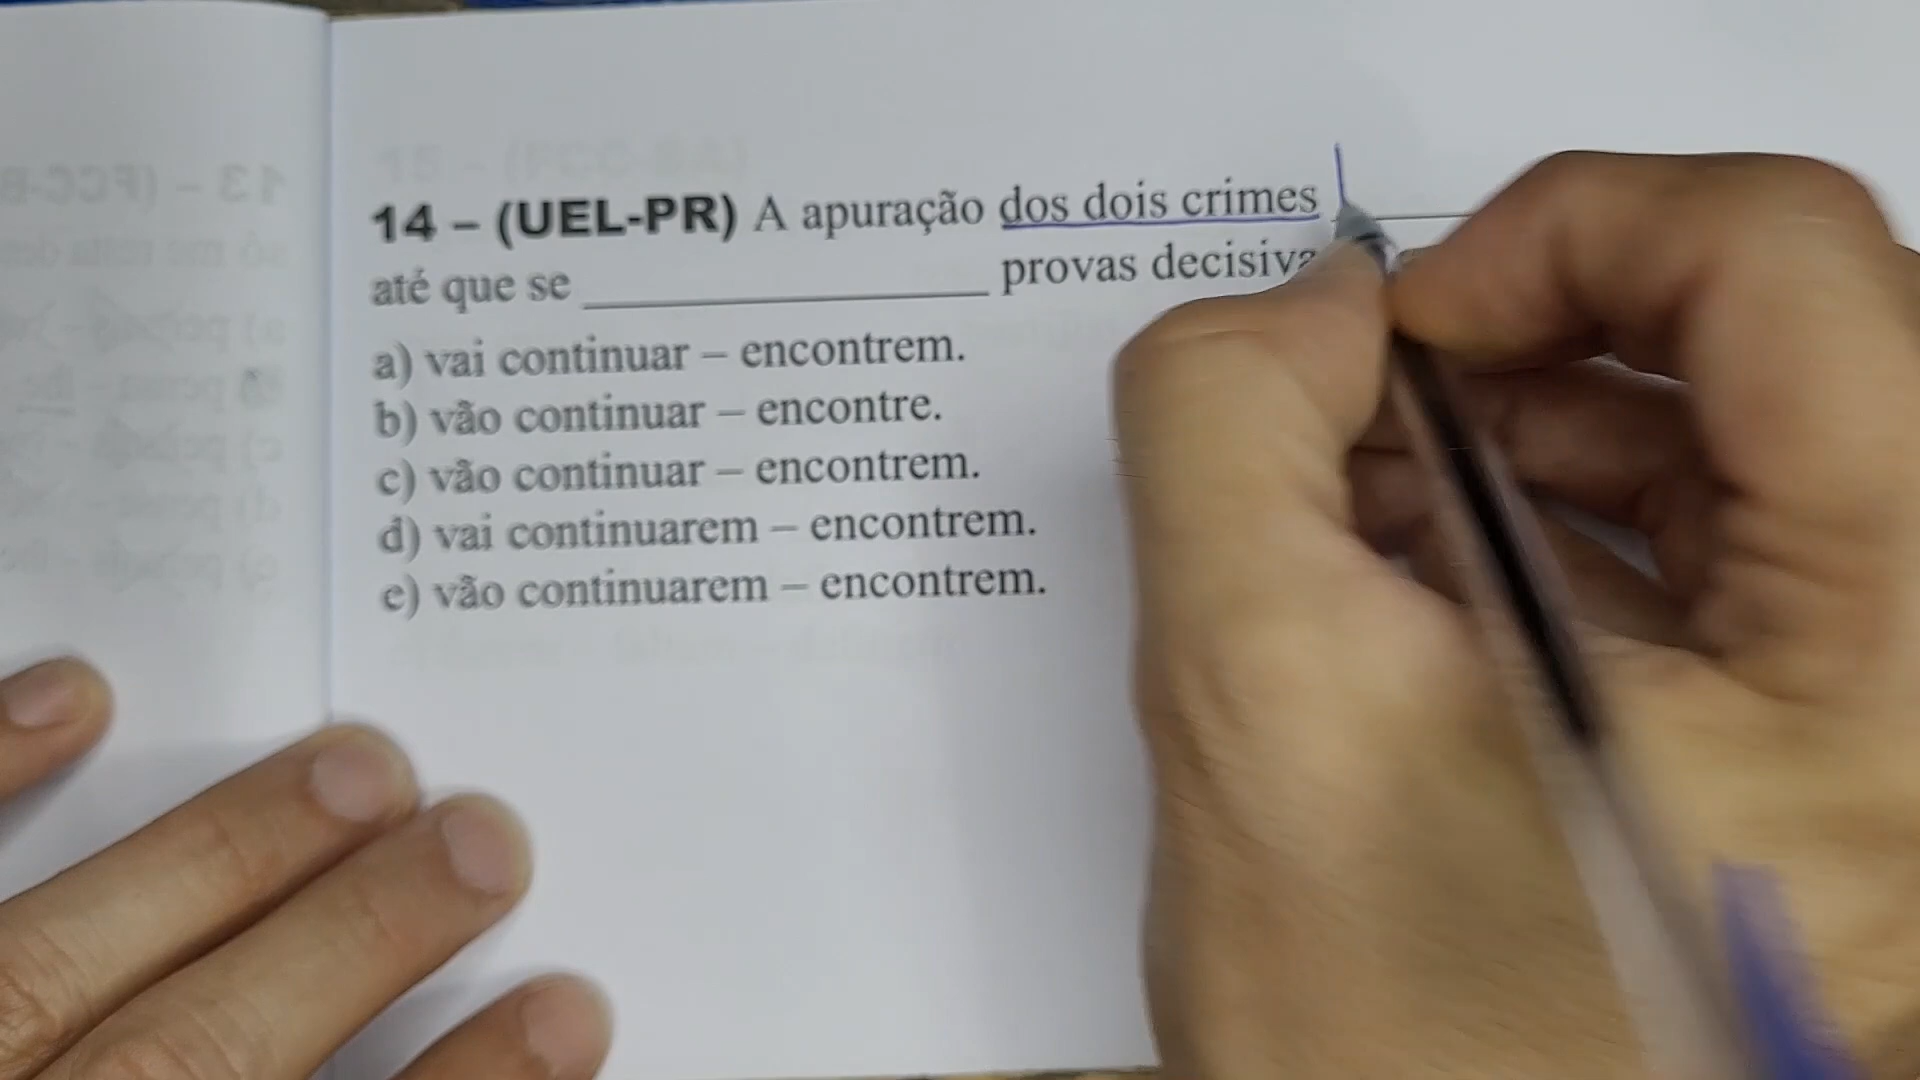 14 – (UEL-PR) A apuração dos dois crimes
até que se ______________ provas decisiva
a) vai continuar – encontrem.
b) vão continuar – encontre.
c) vão continuar – encontrem.
d) vai continuarem – encontrem.
e) vão continuarem – encontrem.